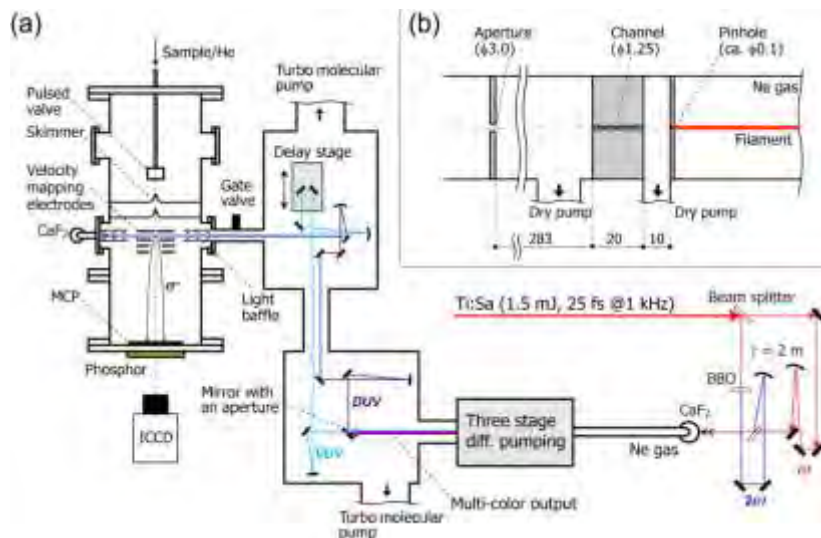 (a)
Sample/He
Pulsed
valve
Skimmer
Velocity
mapping
electrodes
CaF₂
MCP
Phosphor
ICCD
e⁻
Turbo molecular
pump
Delay stage
Gate
valve
Light
baffle
Mirror with
an aperture
DUV
VUV
Turbo molecular
pump
Multi-color output
Three stage
diff. pumping
Ne gas
CaF₂
Ti:Sa (1.5 mJ, 25 fs @1 kHz)
Beam splitter
f = 2 m
BBO
ω
2ω
(b)
Aperture
(ϕ3.0)
Channel
(ϕ1.25)
Pinhole
(ca. ϕ0.1)
Ne gas
Filament
Dry pump
Dry pump
283
20
10